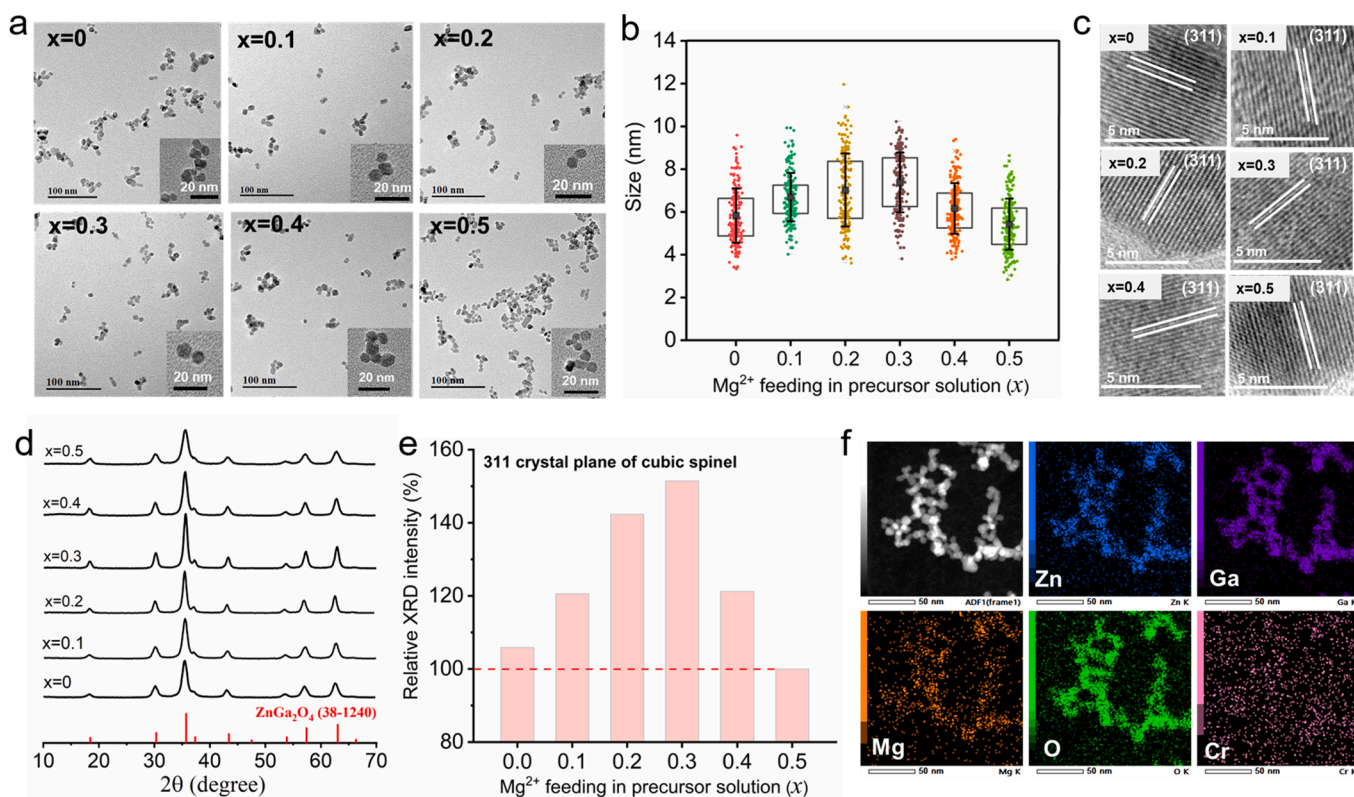 a
x=0
100 nm
20 nm
x=0.1
100 nm
20 nm
x=0.2
100 nm
20 nm
x=0.3
100 nm
20 nm
x=0.4
100 nm
20 nm
x=0.5
100 nm
20 nm
b
14
12
10
8
6
4
2
0
Size (nm)
0 0.1 0.2 0.3 0.4 0.5
Mg²⁺ feeding in precursor solution (x)
c
x=0 (311)
5 nm
x=0.1 (311)
5 nm
x=0.2 (311)
5 nm
x=0.3 (311)
5 nm
x=0.4 (311)
5 nm
x=0.5 (311)
5 nm
d
x=0.5
x=0.4
x=0.3
x=0.2
x=0.1
x=0
ZnGa₂O₄ (38-1240)
10 20 30 40 50 60 70
2θ (degree)
e
311 crystal plane of cubic spinel
160
140
120
100
80
Relative XRD intensity (%)
0.0 0.1 0.2 0.3 0.4 0.5
Mg²⁺ feeding in precursor solution (x)
f
50 nm ADF1(frame1)
Zn
50 nm Zn K
Ga
50 nm Ga K
Mg
50 nm Mg K
O
50 nm O K
Cr
50 nm Cr K